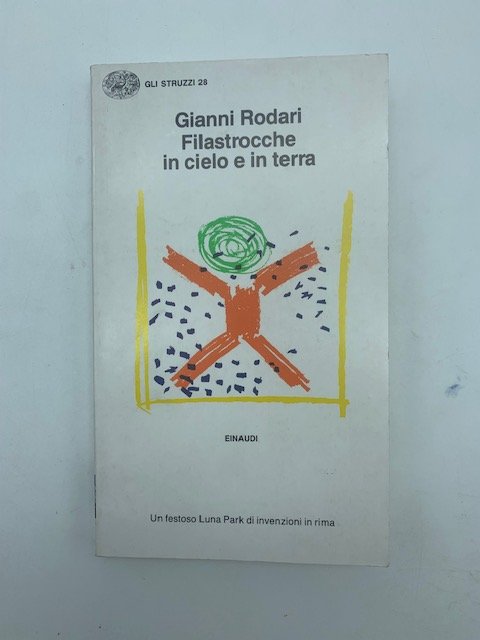 GLI STRUZZI 28
Gianni Rodari
Filastrocche
in cielo e in terra
EINAUDI
Un festoso Luna Park di invenzioni in rima